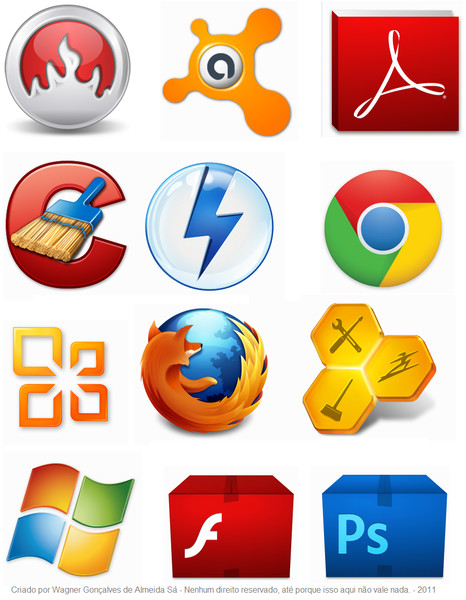 a
Ps
Criado por Wagner Gonçalves de Almeida Sá - Nenhum direito reservado, até porque isso aqui não vale nada. - 2011